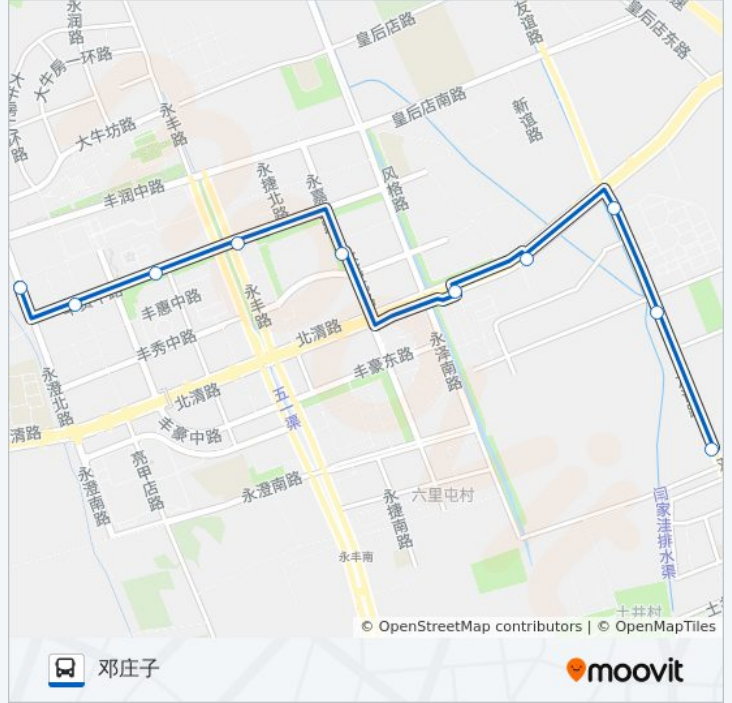 永润路
皇后店路
友谊路
皇后店东路
大牛房一环路
大牛坊路
永丰路
皇后店南路
新谊路
丰润中路
永捷北路
风格路
丰惠中路
永丰路
丰秀中路
北清路
丰豪东路
永泽南路
永澄北路
北清路
五一渠
清路
丰豪中路
永澄南路
亮甲店路
永澄南路
永捷南路
六里屯村
闫家洼排水渠
永丰南
土井村
© OpenStreetMap contributors | © OpenMapTiles
邓庄子
moovit